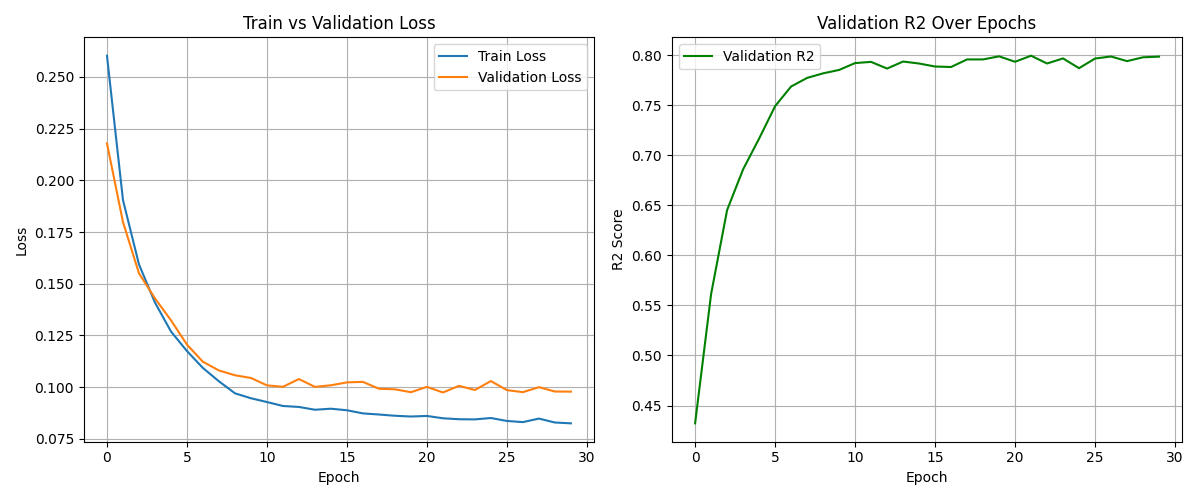 Train vs Validation Loss
Train Loss
Validation Loss
0.250
0.225
0.200
0.175
0.150
0.125
0.100
0.075
Loss
0 5 10 15 20 25 30
Epoch
Validation R2 Over Epochs
Validation R2
0.80
0.75
0.70
0.65
0.60
0.55
0.50
0.45
R2 Score
0 5 10 15 20 25 30
Epoch